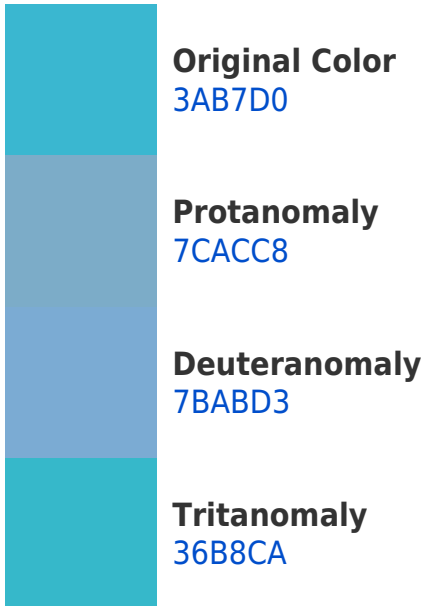 Original Color
3AB7D0
Protanomaly
7CACC8
Deuteranomaly
7BABD3
Tritanomaly
36B8CA